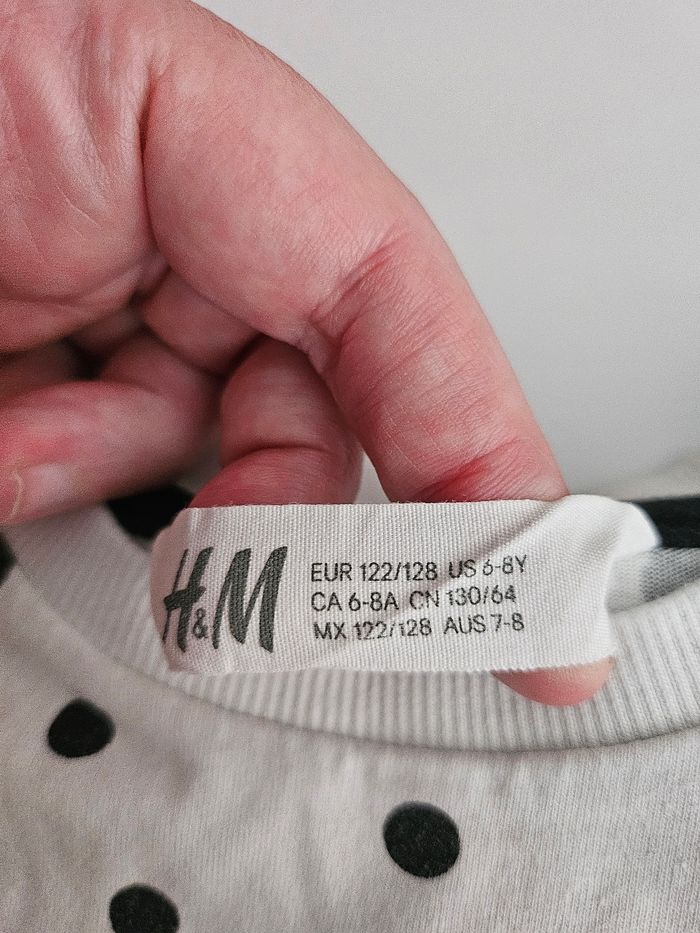 H&M
EUR 122/128 US 6-8Y
CA 6-8A CN 130/64
MX 122/128 AUS 7-8